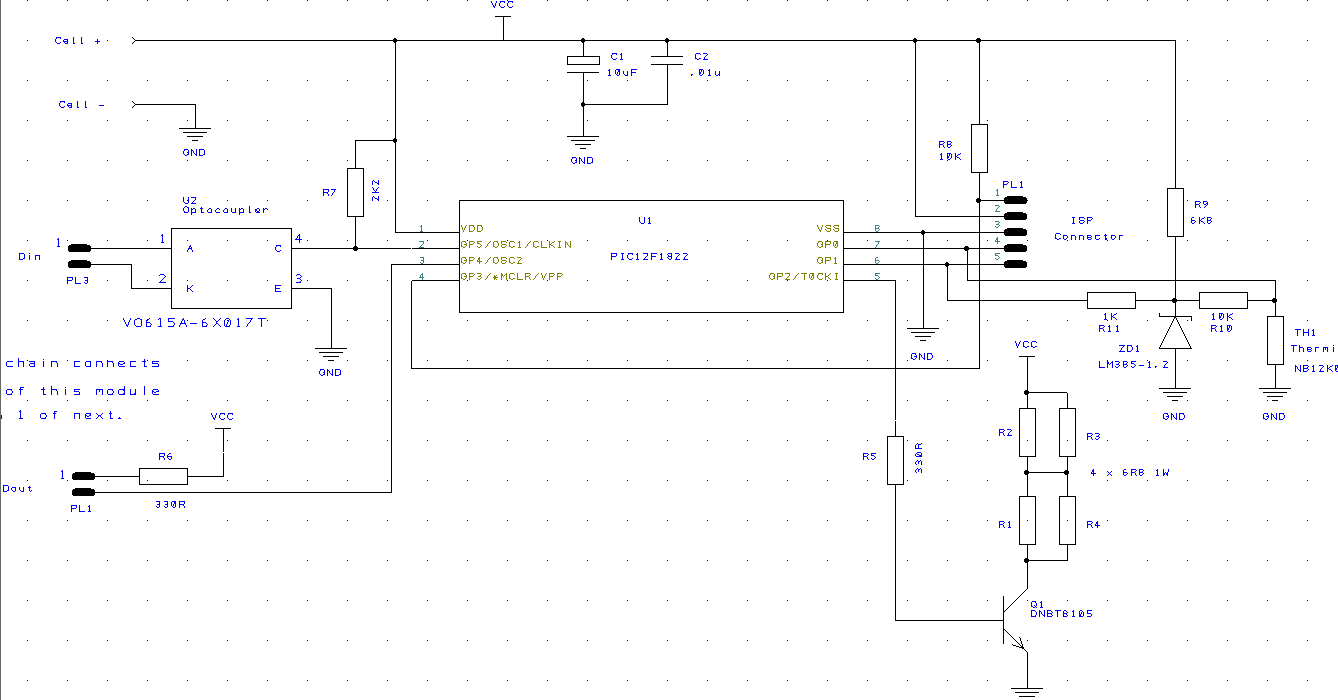 VCC
Cell +
C1
10uF
C2
.01u
Cell -
GND
GND
R8
10K
R7
2K2
PL1
1
2
3
4
5
ISP
Connector
R9
6K8
U2
Optocoupler
U1
PIC12F1822
1 VDD
2 GP5/OSC1/CLKIN
3 GP4/OSC2
4 GP3/*MCLR/VPP
VSS 8
GP0 7
GP1 6
GP2/T0CKI 5
Din
1
PL3
1 A
2 K
C 4
E 3
VO615A-6X017T
GND
GND
1K
R11
10K
R10
ZD1
LM385-1.2
TH1
Thermi
NB12K0
GND
GND
chain connects
of this module
1 of next.
VCC
VCC
R2
R3
4 x 6R8 1W
R1
R4
R5
330R
R6
330R
1
Dout
PL1
Q1
DNBT8105